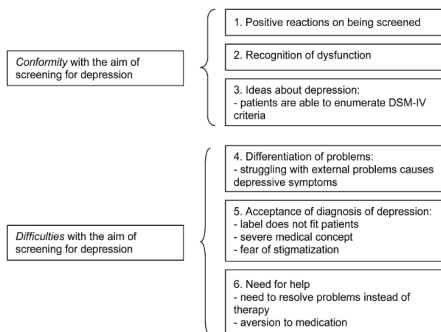 1. Positive reactions on being screened
Conformity with the aim of
screening for depression
2. Recognition of dysfunction
3. Ideas about depression:
- patients are able to enumerate DSM-IV
criteria
4. Differentiation of problems:
- struggling with external problems causes
depressive symptoms
Difficulties with the aim of
screening for depression
5. Acceptance of diagnosis of depression:
- label does not fit patients
- severe medical concept
- fear of stigmatization
6. Need for help
- need to resolve problems instead of
therapy
- aversion to medication